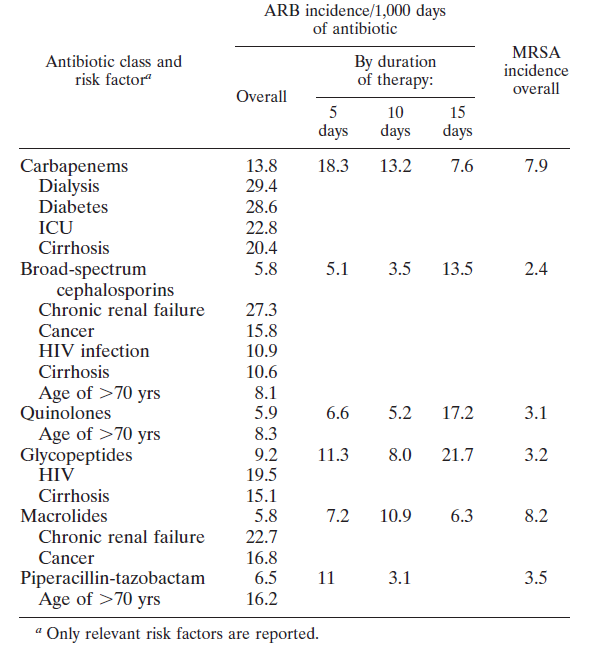 ARB incidence/1,000 days
of antibiotic
Antibiotic class and
risk factorᵃ
By duration
of therapy:
MRSA
incidence
overall
Overall
5
days
10
days
15
days
Carbapenems 13.8 18.3 13.2 7.6 7.9
Dialysis 29.4
Diabetes 28.6
ICU 22.8
Cirrhosis 20.4
Broad-spectrum 5.8 5.1 3.5 13.5 2.4
cephalosporins
Chronic renal failure 27.3
Cancer 15.8
HIV infection 10.9
Cirrhosis 10.6
Age of >70 yrs 8.1
Quinolones 5.9 6.6 5.2 17.2 3.1
Age of >70 yrs 8.3
Glycopeptides 9.2 11.3 8.0 21.7 3.2
HIV 19.5
Cirrhosis 15.1
Macrolides 5.8 7.2 10.9 6.3 8.2
Chronic renal failure 22.7
Cancer 16.8
Piperacillin-tazobactam 6.5 11 3.1 3.5
Age of >70 yrs 16.2
ᵃ Only relevant risk factors are reported.